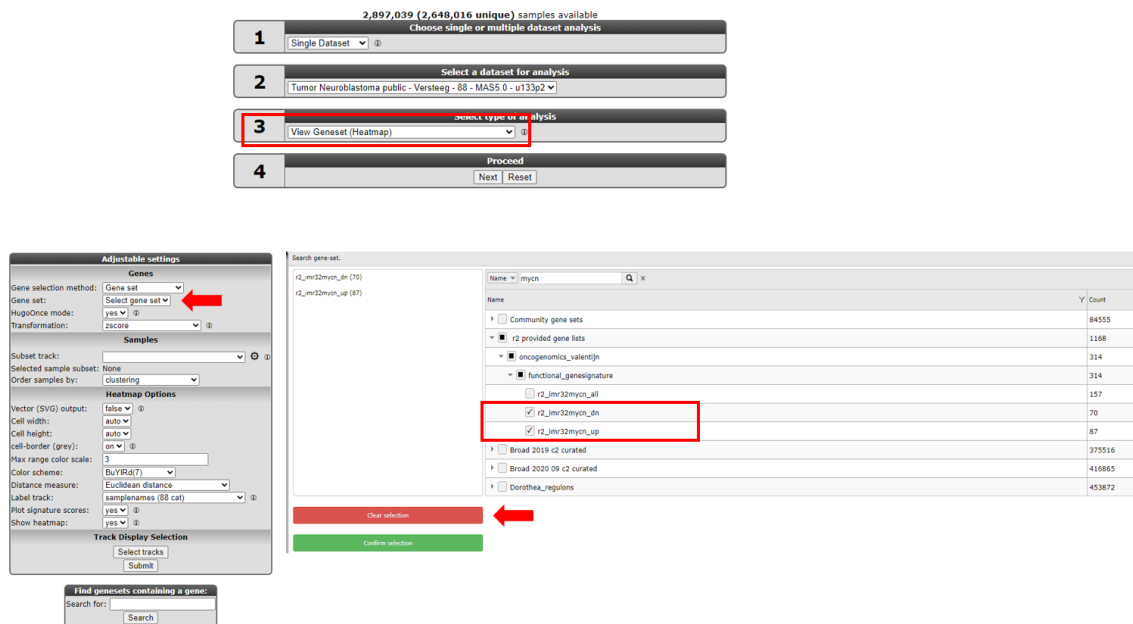 2,897,039 (2,648,016 unique) samples available
1
Choose single or multiple dataset analysis
Single Dataset
2
Select a dataset for analysis
Tumor Neuroblastoma public - Versteeg - 88 - MAS5.0 - u133p2
3
Select type of analysis
View Geneset (Heatmap)
4
Proceed
Next Reset
Adjustable settings
Genes
Gene selection method: Gene set
Gene set: Select gene set
HugoOnce mode: yes
Transformation: zscore
Samples
Subset track:
Selected sample subset: None
Order samples by: clustering
Heatmap Options
Vector (SVG) output: false
Cell width: auto
Cell height: auto
cell-border (grey): on
Max range color scale: 3
Color scheme: BuYlRd(7)
Distance measure: Euclidean distance
Label track: samplenames (88 cat)
Plot signature scores: yes
Show heatmap: yes
Track Display Selection
Select tracks
Submit
Find genesets containing a gene:
Search for:
Search
Search gene-set.
r2_imr32mycn_dn (70)
r2_imr32mycn_up (87)
Name mycn
Name Count
Community gene sets 84555
r2 provided gene lists 1168
oncogenomics_valentijn 314
functional_genesignature 314
r2_imr32mycn_all 157
r2_imr32mycn_dn 70
r2_imr32mycn_up 87
Broad 2019 c2 curated 375516
Broad 2020 09 c2 curated 416865
Dorothea_regulons 453872
Clear selection
Confirm selection